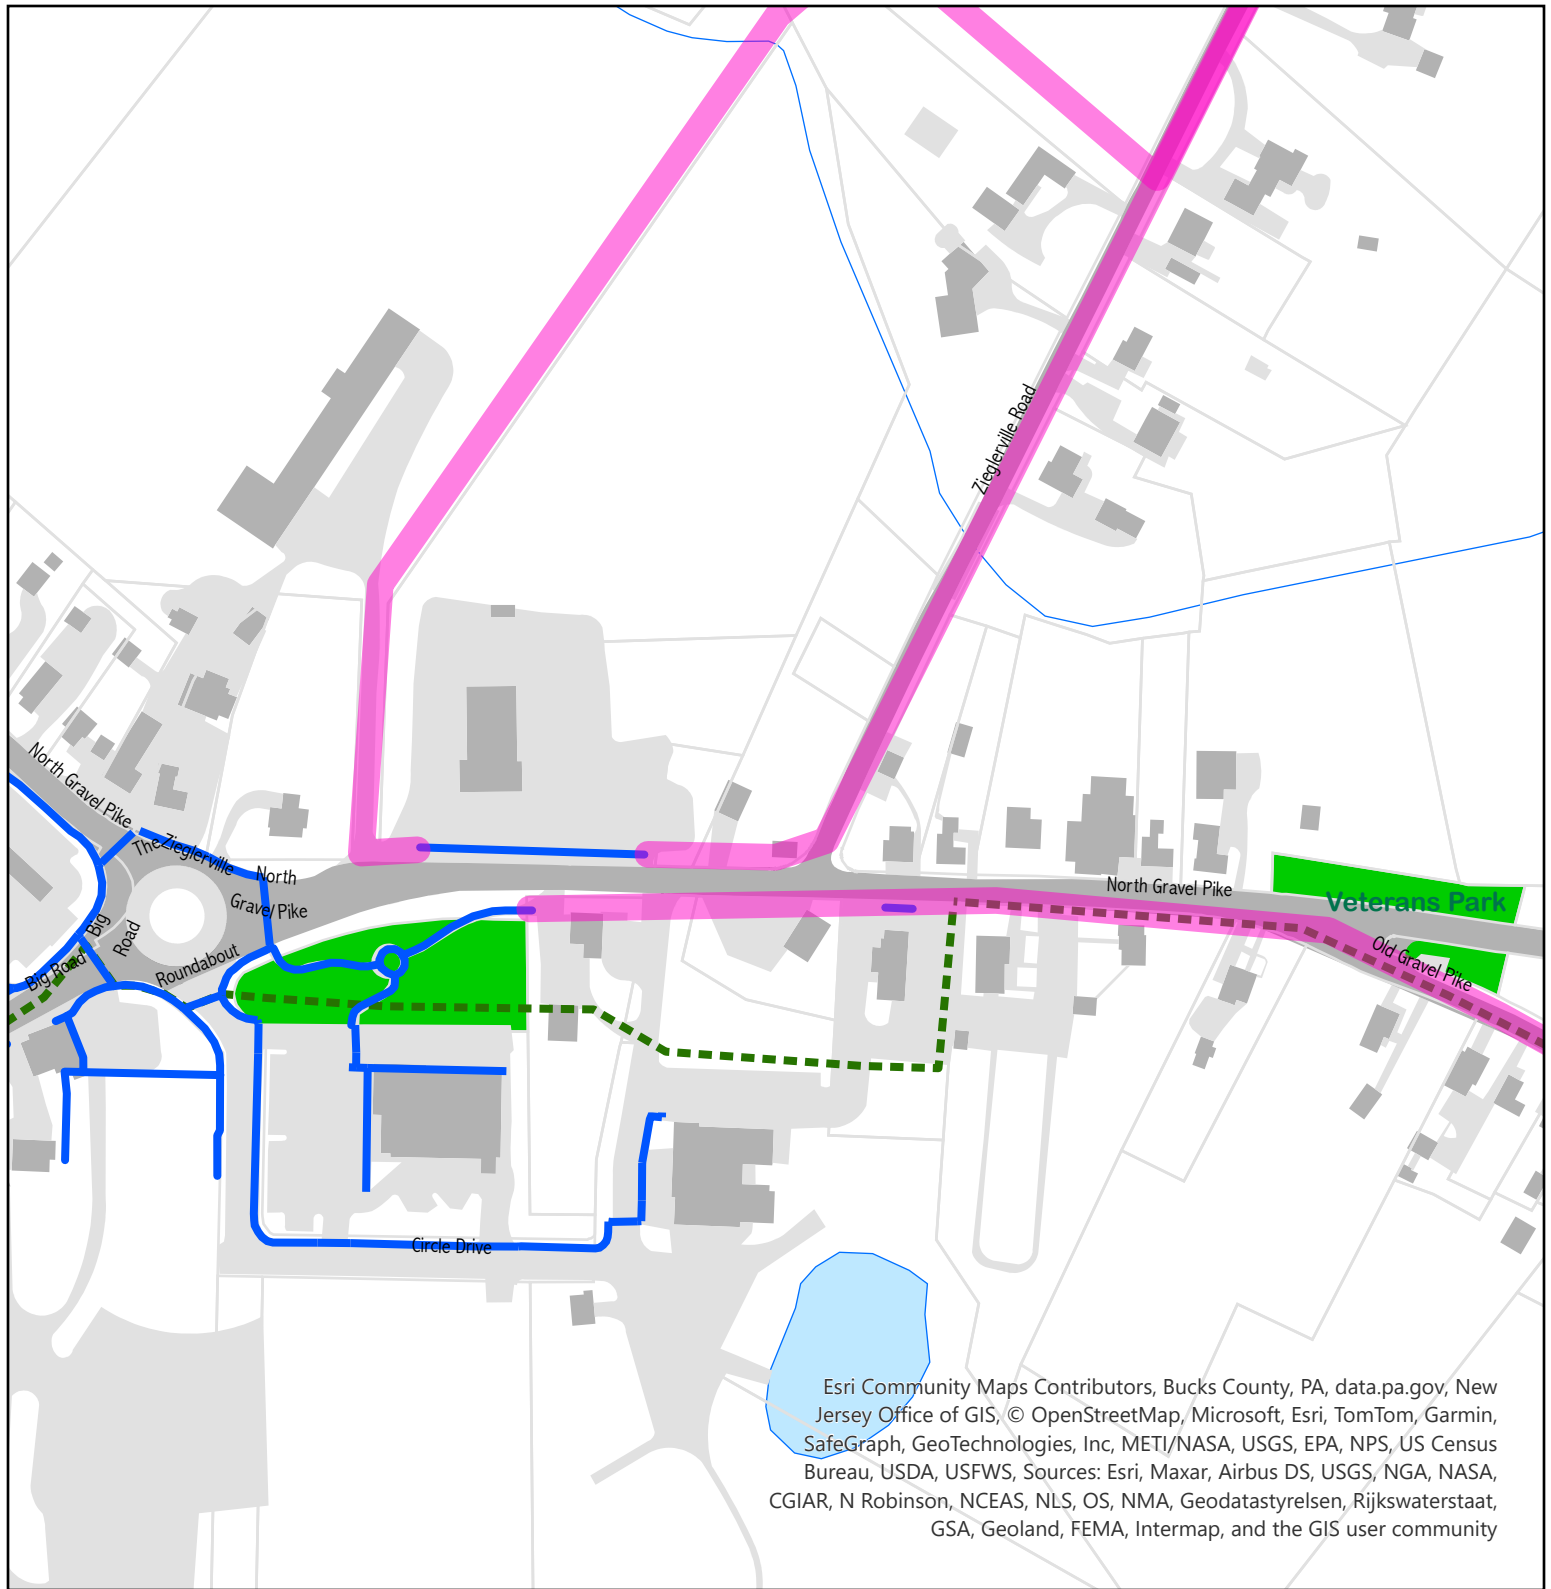 Zieglerville Road
North Gravel Pike
The Zieglerville
North
Gravel Pike
Big
Road
Big Road
Roundabout
North Gravel Pike
Veterans Park
Old Gravel Pike
Circle Drive
Esri Community Maps Contributors, Bucks County, PA, data.pa.gov, New
Jersey Office of GIS, © OpenStreetMap, Microsoft, Esri, TomTom, Garmin,
SafeGraph, GeoTechnologies, Inc, METI/NASA, USGS, EPA, NPS, US Census
Bureau, USDA, USFWS, Sources: Esri, Maxar, Airbus DS, USGS, NGA, NASA,
CGIAR, N Robinson, NCEAS, NLS, OS, NMA, Geodatastyrelsen, Rijkswaterstaat,
GSA, Geoland, FEMA, Intermap, and the GIS user community